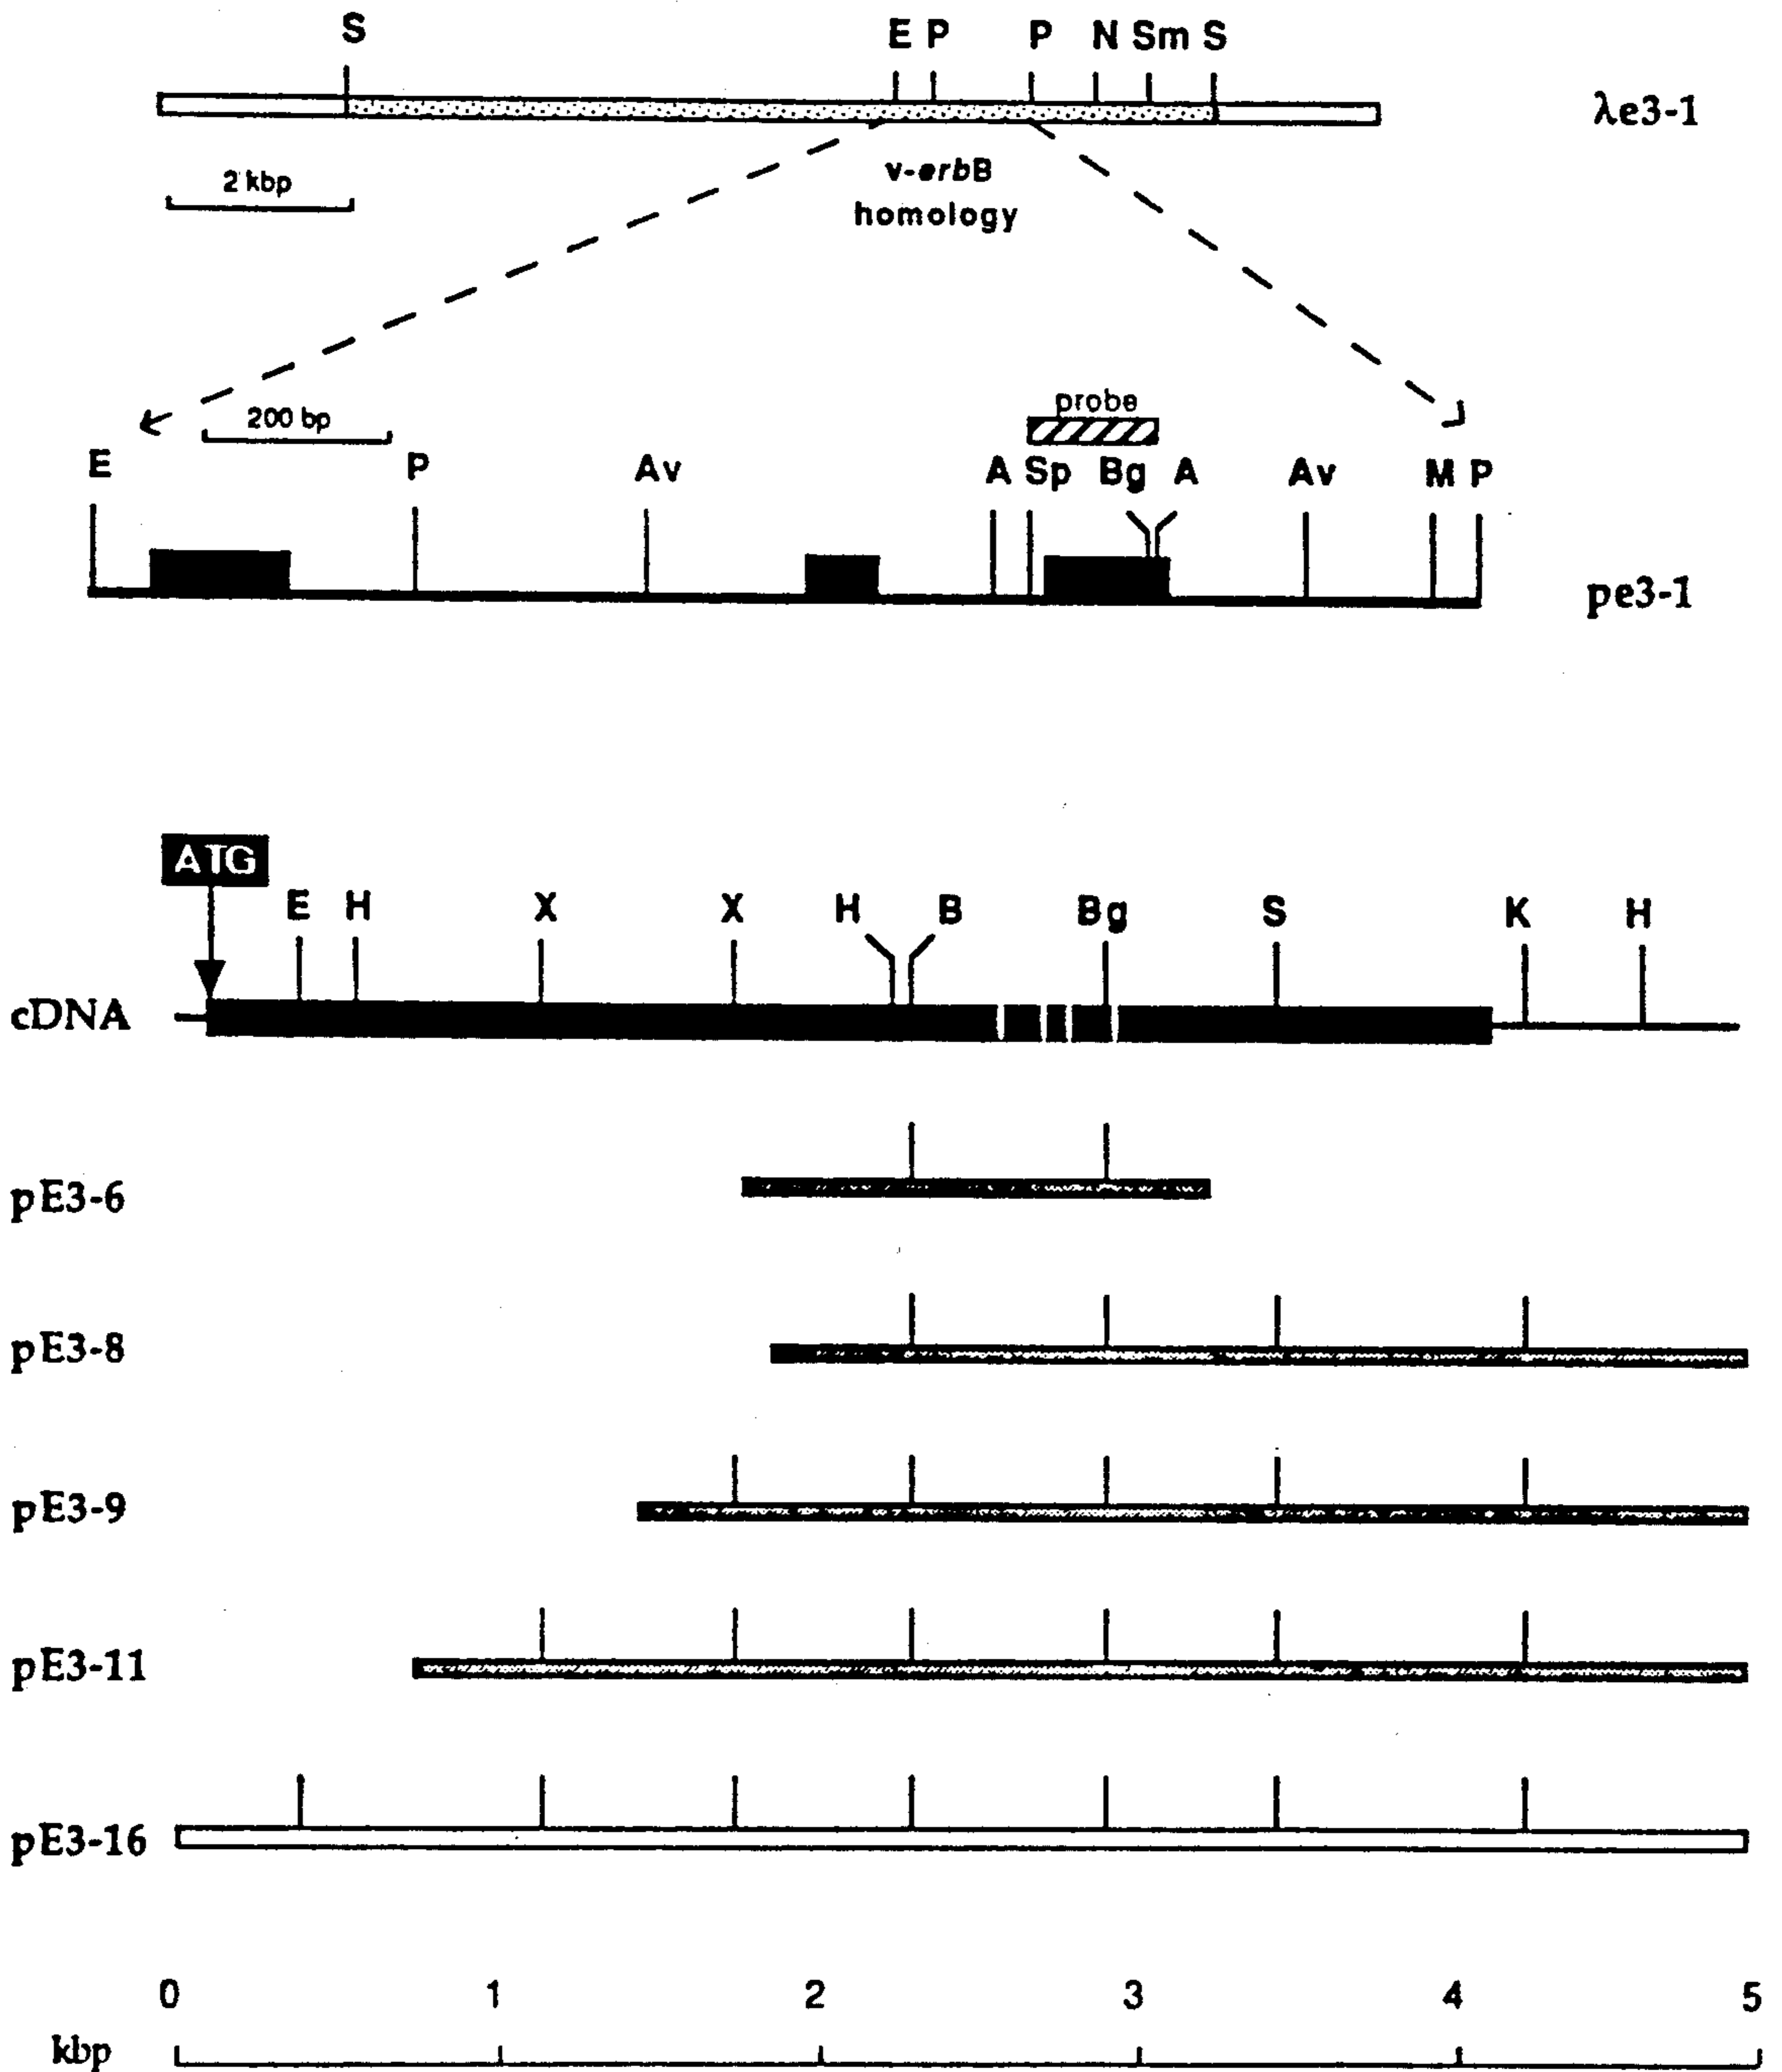 S E P P N Sm S
λe3-1
2 kbp
v-erbB
homology
200 bp
probe
E P Av A Sp Bg A Av M P
pe3-1
ATG
E H X X H B Bg S K H
cDNA
pE3-6
pE3-8
pE3-9
pE3-11
pE3-16
0 1 2 3 4 5
kbp